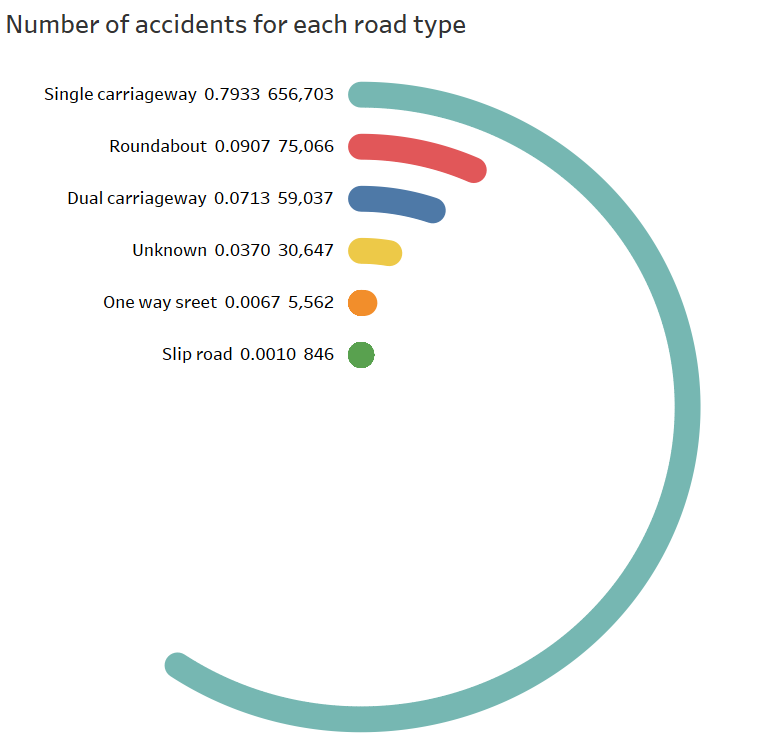 Number of accidents for each road type
Single carriageway 0.7933 656,703
Roundabout 0.0907 75,066
Dual carriageway 0.0713 59,037
Unknown 0.0370 30,647
One way sreet 0.0067 5,562
Slip road 0.0010 846